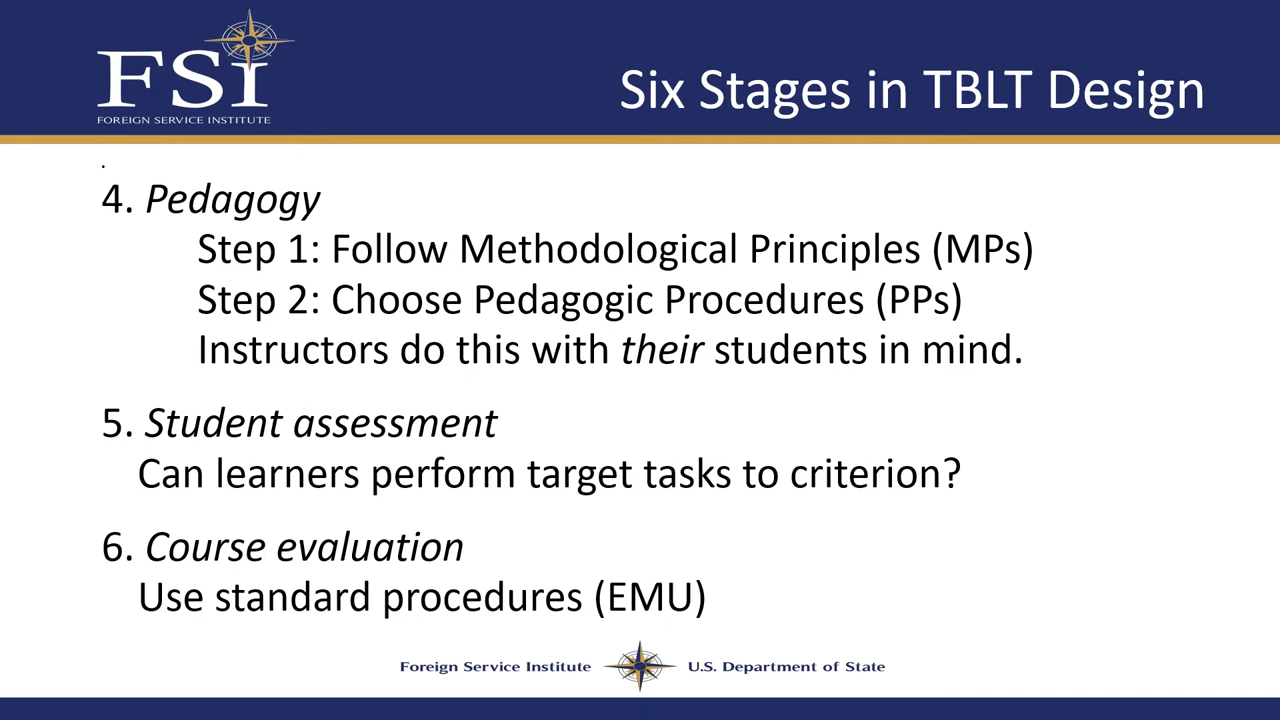 FSI
FOREIGN SERVICE INSTITUTE
Six Stages in TBLT Design
.
4. Pedagogy
Step 1: Follow Methodological Principles (MPs)
Step 2: Choose Pedagogic Procedures (PPs)
Instructors do this with their students in mind.
5. Student assessment
Can learners perform target tasks to criterion?
6. Course evaluation
Use standard procedures (EMU)
Foreign Service Institute U.S. Department of State